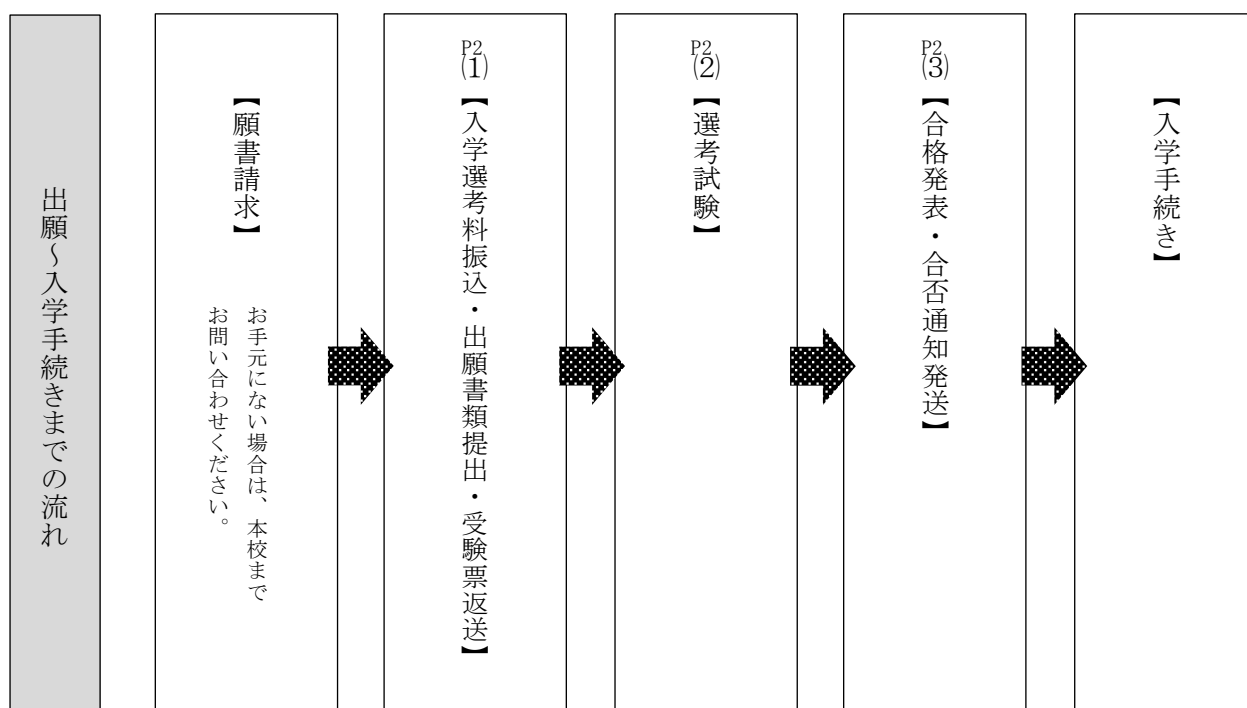 出願～入学手続きまでの流れ
【願書請求】
お手元にない場合は、本校まで
お問い合わせください。
P2
(1)
【入学選考料振込・出願書類提出・受験票返送】
P2
(2)
【選考試験】
P2
(3)
【合格発表・合否通知発送】
【入学手続き】